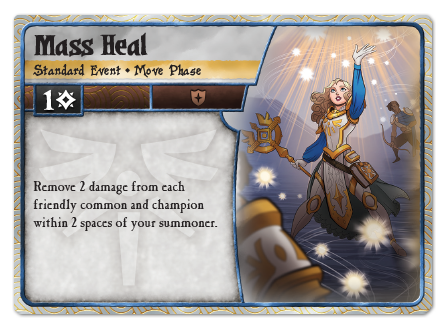 Mass Heal
Standard Event • Move Phase
1
Remove 2 damage from each
friendly common and champion
within 2 spaces of your summoner.